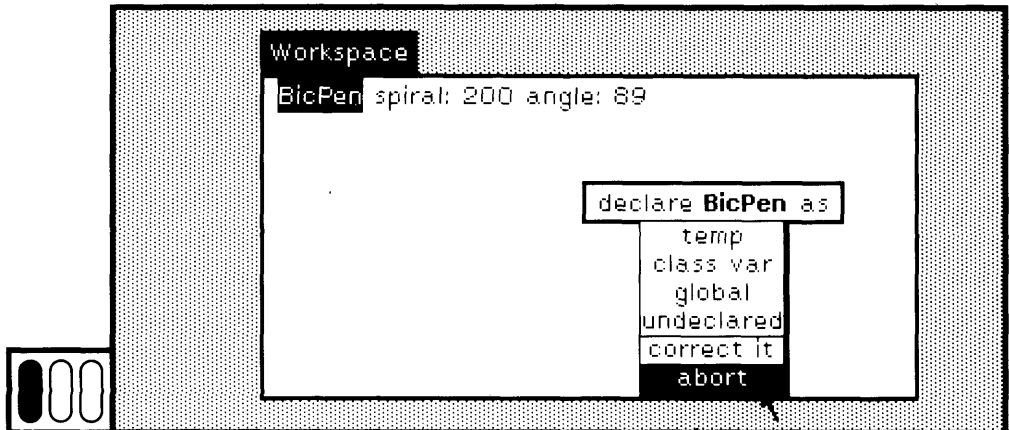 Workspace
BicPen spiral: 200 angle: 89
declare BicPen as
temp
class var
global
undeclared
correct it
abort